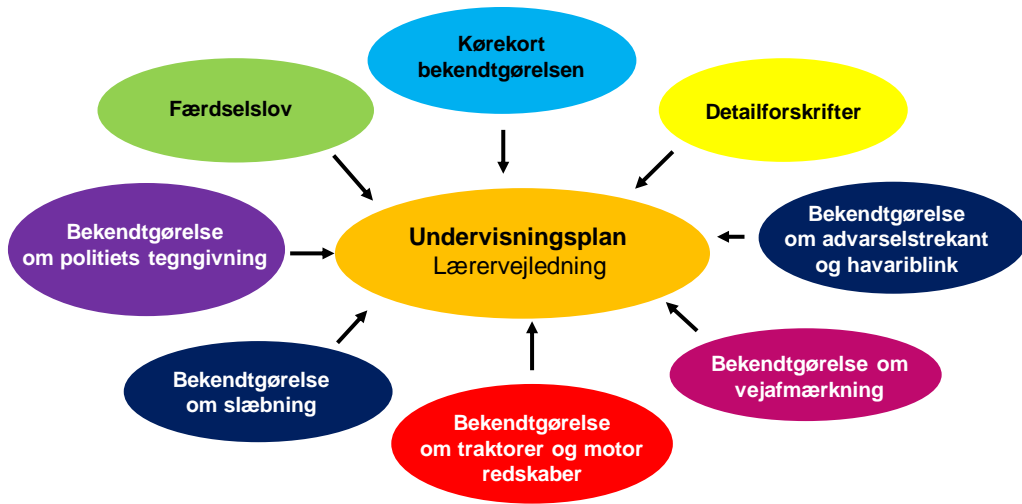 Kørekort
bekendtgørelsen
Færdselslov
Detailforskrifter
Bekendtgørelse
om politiets tegngivning
Undervisningsplan
Lærervejledning
Bekendtgørelse
om advarselstrekant
og havariblink
Bekendtgørelse
om slæbning
Bekendtgørelse
om traktorer og motor
redskaber
Bekendtgørelse om
vejafmærkning